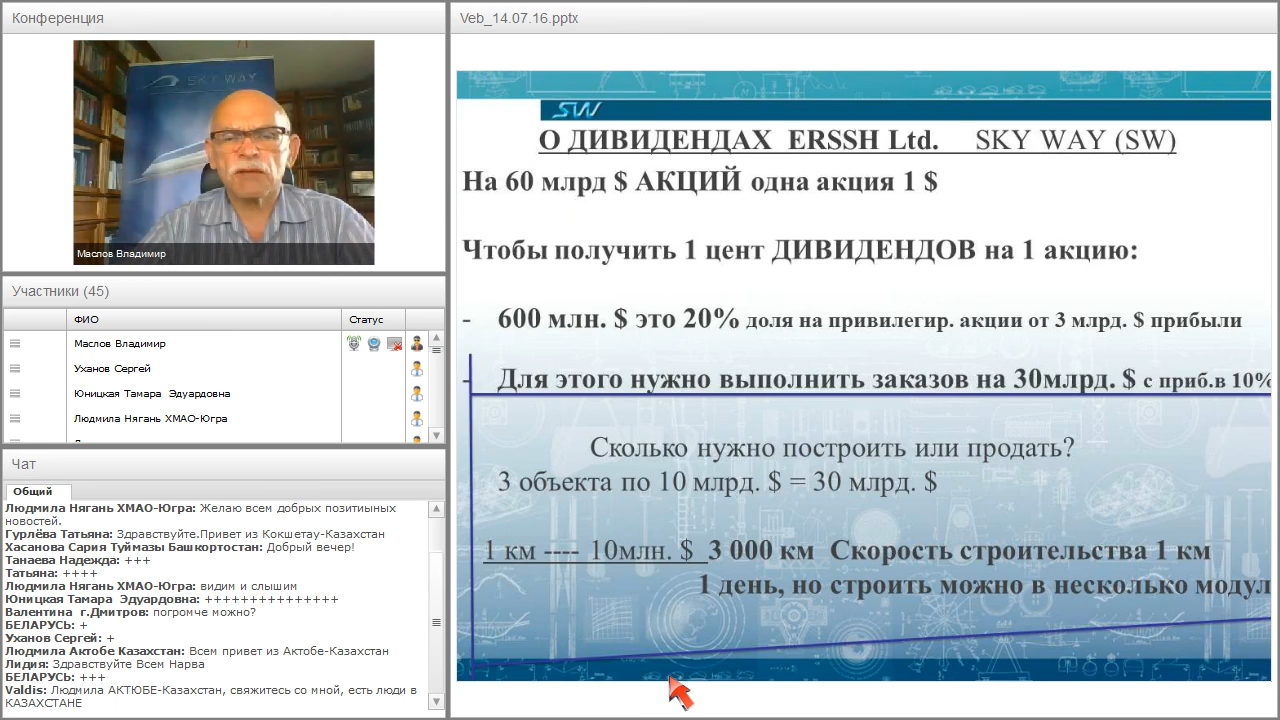 Конференция
SKY WAY
Маслов Владимир
Участники (45)
ФИО
Статус
Маслов Владимир
Уханов Сергей
Юницкая Тамара Эдуардовна
Людмила Нягань ХМАО-Югра
Чат
Общий
Людмила Нягань ХМАО-Югра: Желаю всем добрых позитиыных
новостей.
Гурлёва Татьяна: Здравствуйте.Привет из Кокшетау-Казахстан
Хасанова Сария Туймазы Башкортостан: Добрый вечер!
Танаева Надежда: +++
Татьяна: ++++
Людмила Нягань ХМАО-Югра: видим и слышим
Юницкая Тамара Эдуардовна: +++++++++++++++
Валентина г.Дмитров: погромче можно?
БЕЛАРУСЬ: +
Уханов Сергей: +
Людмила Актобе Казахстан: Всем привет из Актобе-Казахстан
Лидия: Здравствуйте Всем Нарва
БЕЛАРУСЬ: +++
Valdis: Людмила АКТЮБЕ-Казахстан, свяжитесь со мной, есть люди в
КАЗАХСТАНЕ
Veb_14.07.16.pptx
SW
О ДИВИДЕНДАХ ERSSH Ltd. SKY WAY (SW)
На 60 млрд $ АКЦИЙ одна акция 1 $
Чтобы получить 1 цент ДИВИДЕНДОВ на 1 акцию:
- 600 млн. $ это 20% доля на привилегир. акции от 3 млрд. $ прибыли
- Для этого нужно выполнить заказов на 30млрд. $ с приб.в 10%
Сколько нужно построить или продать?
3 объекта по 10 млрд. $ = 30 млрд. $
1 км ---- 10млн. $ 3 000 км Скорость строительства 1 км
1 день, но строить можно в несколько модул